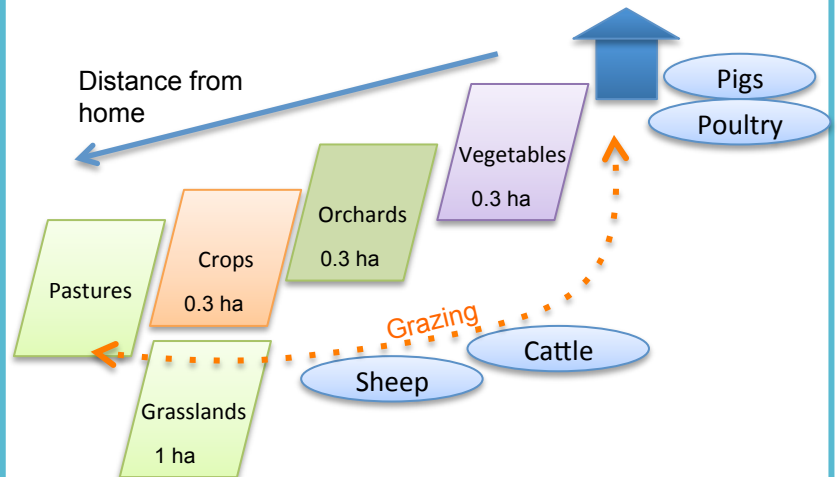 Distance from
home
Pigs
Poultry
Vegetables
0.3 ha
Orchards
0.3 ha
Crops
0.3 ha
Pastures
Grazing
Cattle
Sheep
Grasslands
1 ha